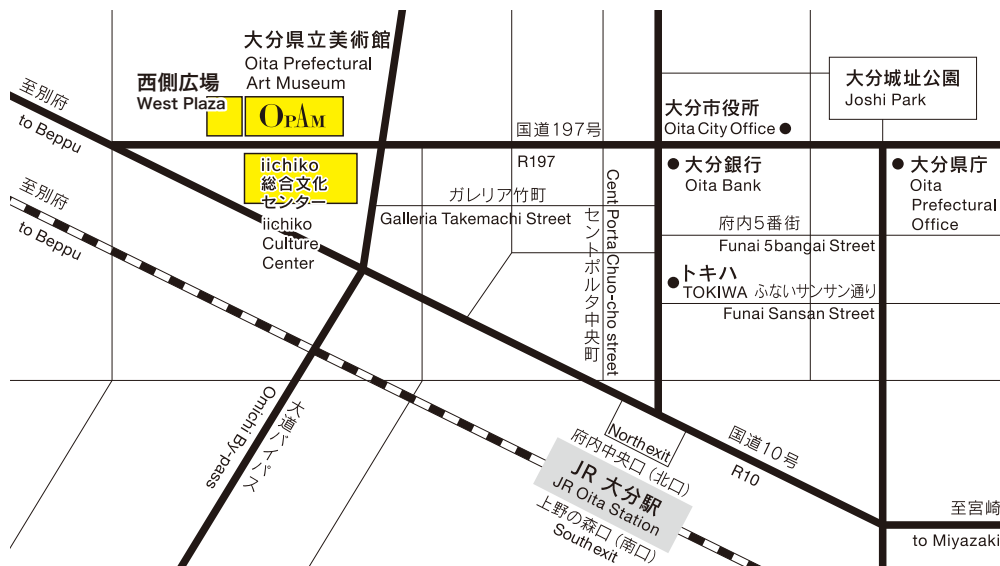 大分県立美術館
Oita Prefectural
Art Museum
西側広場
West Plaza
OPAM
至別府
to Beppu
iichiko
総合文化
センター
iichiko
Culture
Center
至別府
to Beppu
国道197号
R197
大分市役所
Oita City Office
大分城址公園
Joshi Park
大分銀行
Oita Bank
大分県庁
Oita
Prefectural
Office
ガレリア竹町
Galleria Takemachi Street
Cent Porta Chuo-cho street
セントポルタ中央町
府内5番街
Funai 5bangai Street
トキハ
TOKIWA
ふないサンサン通り
Funai Sansan Street
大道バイパス
Omichi By-pass
Northexit
府内中央口(北口)
JR 大分駅
JR Oita Station
上野の森口(南口)
Southexit
国道10号
R10
至宮崎
to Miyazaki